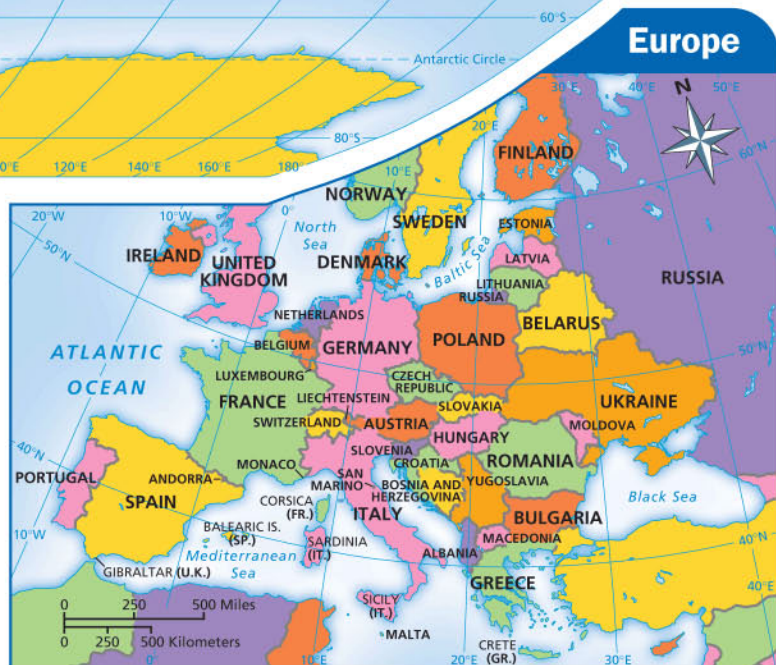 60°S
Europe
Antarctic Circle
80°S
0°E
120°E
140°E
160°E
180°
10°E
20°E
30°E
40°E
50°E
N
60°N
FINLAND
NORWAY
SWEDEN
20°W
10°W
0°
North
Sea
ESTONIA
50°N
IRELAND
UNITED
KINGDOM
DENMARK
Baltic Sea
LATVIA
LITHUANIA
RUSSIA
RUSSIA
NETHERLANDS
BELARUS
BELGIUM
GERMANY
POLAND
50°N
ATLANTIC
OCEAN
LUXEMBOURG
CZECH
REPUBLIC
FRANCE
LIECHTENSTEIN
SLOVAKIA
UKRAINE
SWITZERLAND
AUSTRIA
MOLDOVA
HUNGARY
40°N
SLOVENIA
CROATIA
ROMANIA
MONACO
SAN
MARINO
PORTUGAL
ANDORRA
BOSNIA AND
HERZEGOVINA
YUGOSLAVIA
SPAIN
CORSICA
(FR.)
ITALY
Black Sea
BULGARIA
10°W
BALEARIC IS.
(SP.)
SARDINIA
(IT.)
MACEDONIA
ALBANIA
40°N
Mediterranean
Sea
GIBRALTAR (U.K.)
GREECE
40°E
0 250 500 Miles
0 250 500 Kilometers
SICILY
(IT.)
MALTA
CRETE
(GR.)
0°
10°E
20°E
30°E